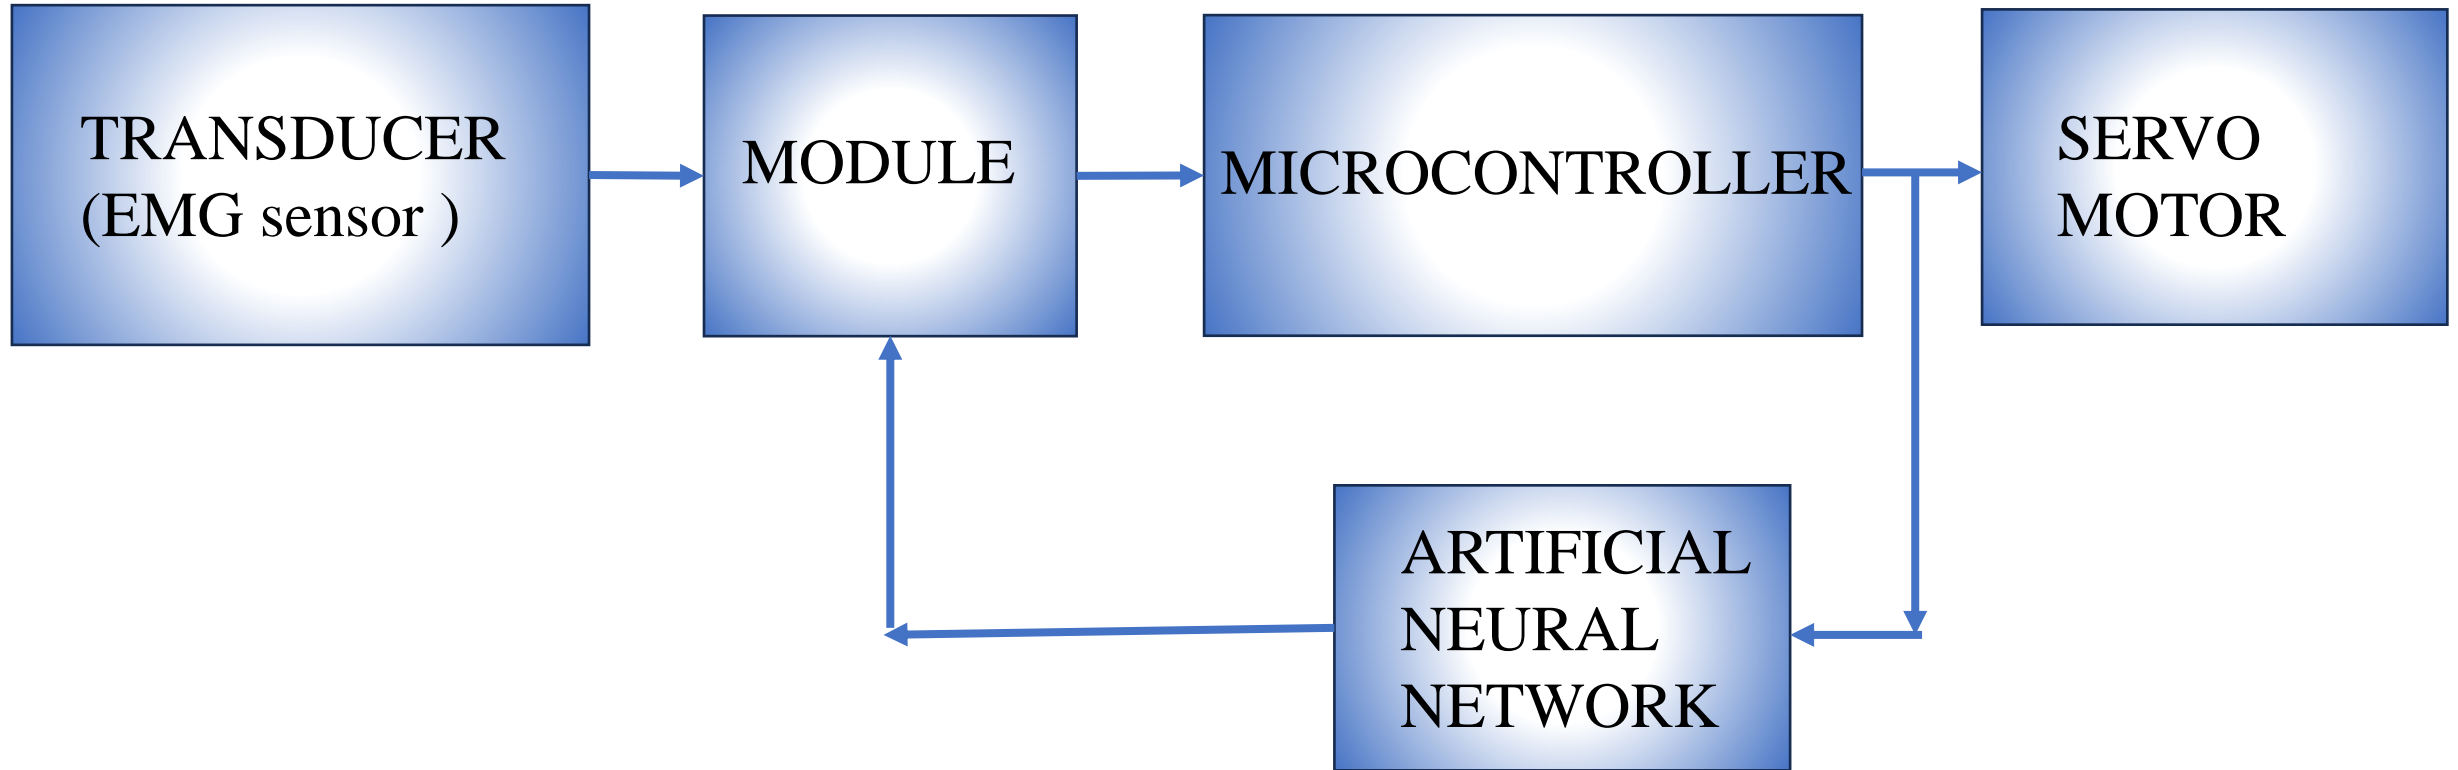 TRANSDUCER
(EMG sensor )
MODULE
MICROCONTROLLER
SERVO
MOTOR
ARTIFICIAL
NEURAL
NETWORK